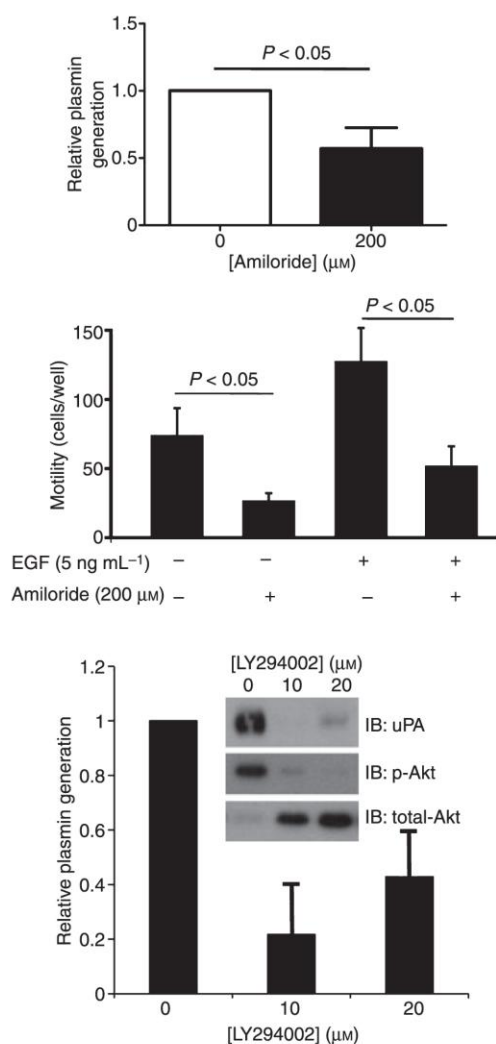 Relative plasmin generation
1.5
1.0
0.5
0
P < 0.05
0
200
[Amiloride] (μM)
Motility (cells/well)
150
100
50
0
P < 0.05
P < 0.05
EGF (5 ng mL⁻¹) – – + +
Amiloride (200 μM) – + – +
Relative plasmin generation
1.2
1
0.8
0.6
0.4
0.2
0
[LY294002] (μM)
0 10 20
IB: uPA
IB: p-Akt
IB: total-Akt
0
10
20
[LY294002] (μM)